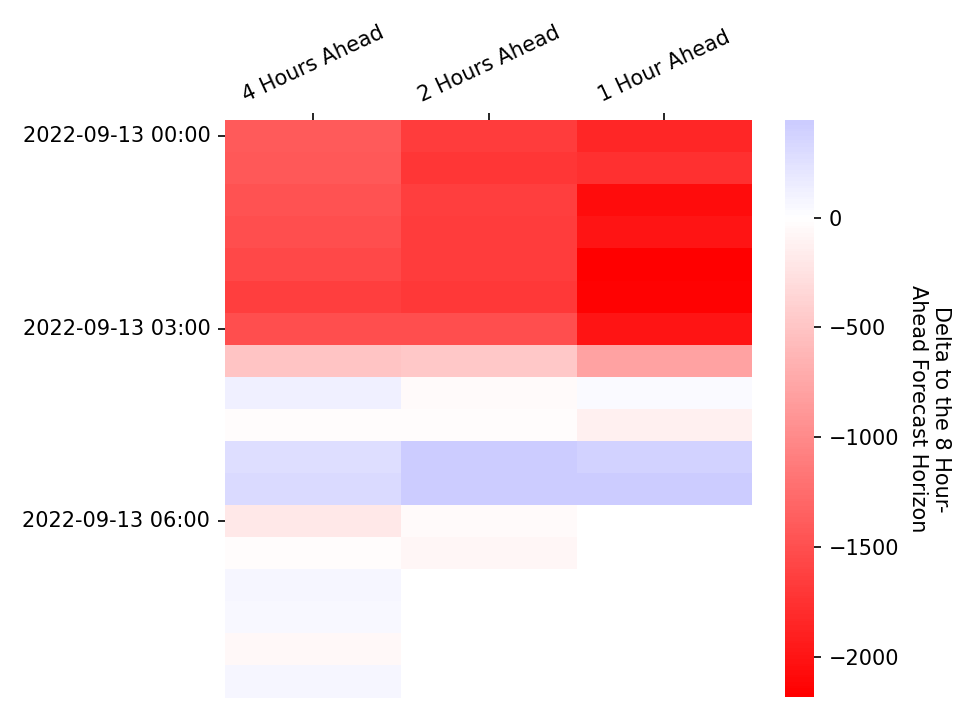 4 Hours Ahead
2 Hours Ahead
1 Hour Ahead
2022-09-13 00:00
2022-09-13 03:00
2022-09-13 06:00
0
−500
−1000
−1500
−2000
Delta to the 8 Hour-
Ahead Forecast Horizon